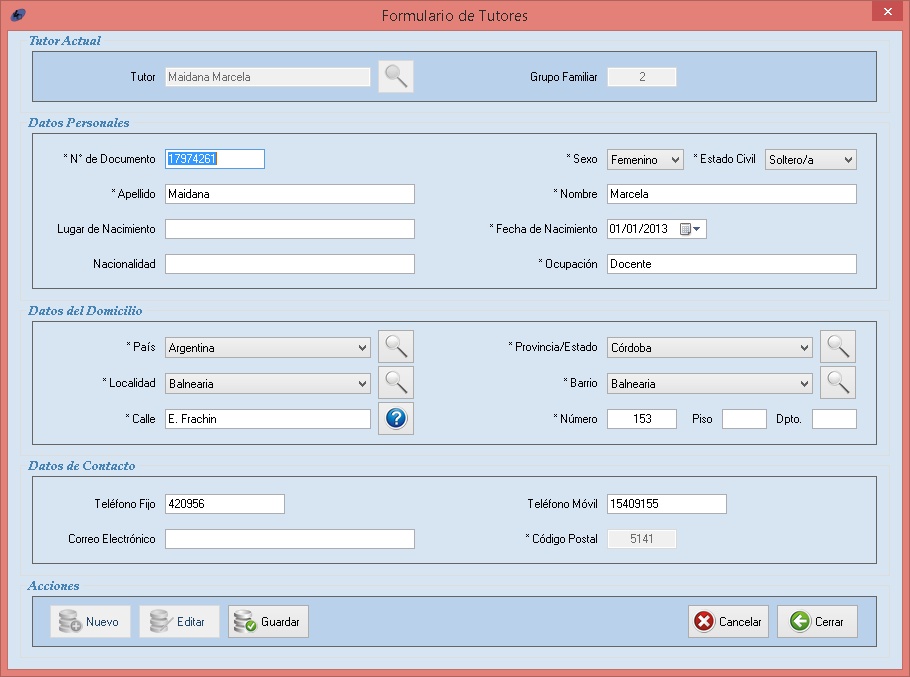 Formulario de Tutores
Tutor Actual
Tutor Maidana Marcela Grupo Familiar 2
Datos Personales
* N° de Documento 17974261 * Sexo Femenino * Estado Civil Soltero/a
* Apellido Maidana * Nombre Marcela
Lugar de Nacimiento * Fecha de Nacimiento 01/01/2013
Nacionalidad * Ocupación Docente
Datos del Domicilio
* País Argentina * Provincia/Estado Córdoba
* Localidad Balnearia * Barrio Balnearia
* Calle E. Frachin ? * Número 153 Piso Dpto.
Datos de Contacto
Teléfono Fijo 420956 Teléfono Móvil 15409155
Correo Electrónico * Código Postal 5141
Acciones
Nuevo Editar Guardar Cancelar Cerrar